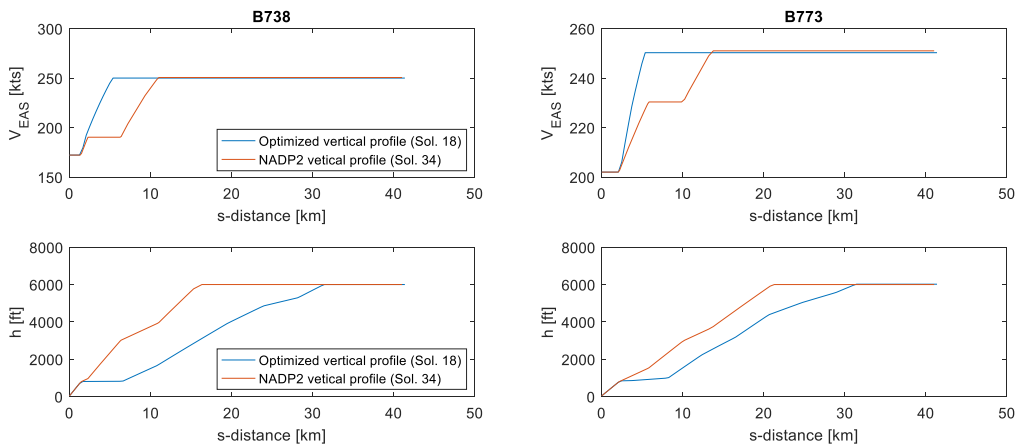 B738
300
250
200
150
V_EAS [kts]
Optimized vertical profile (Sol. 18)
NADP2 vetical profile (Sol. 34)
0 10 20 30 40 50
s-distance [km]
B773
260
240
220
200
V_EAS [kts]
0 10 20 30 40 50
s-distance [km]
8000
6000
4000
2000
0
h [ft]
Optimized vertical profile (Sol. 18)
NADP2 vetical profile (Sol. 34)
0 10 20 30 40 50
s-distance [km]
8000
6000
4000
2000
0
h [ft]
0 10 20 30 40 50
s-distance [km]